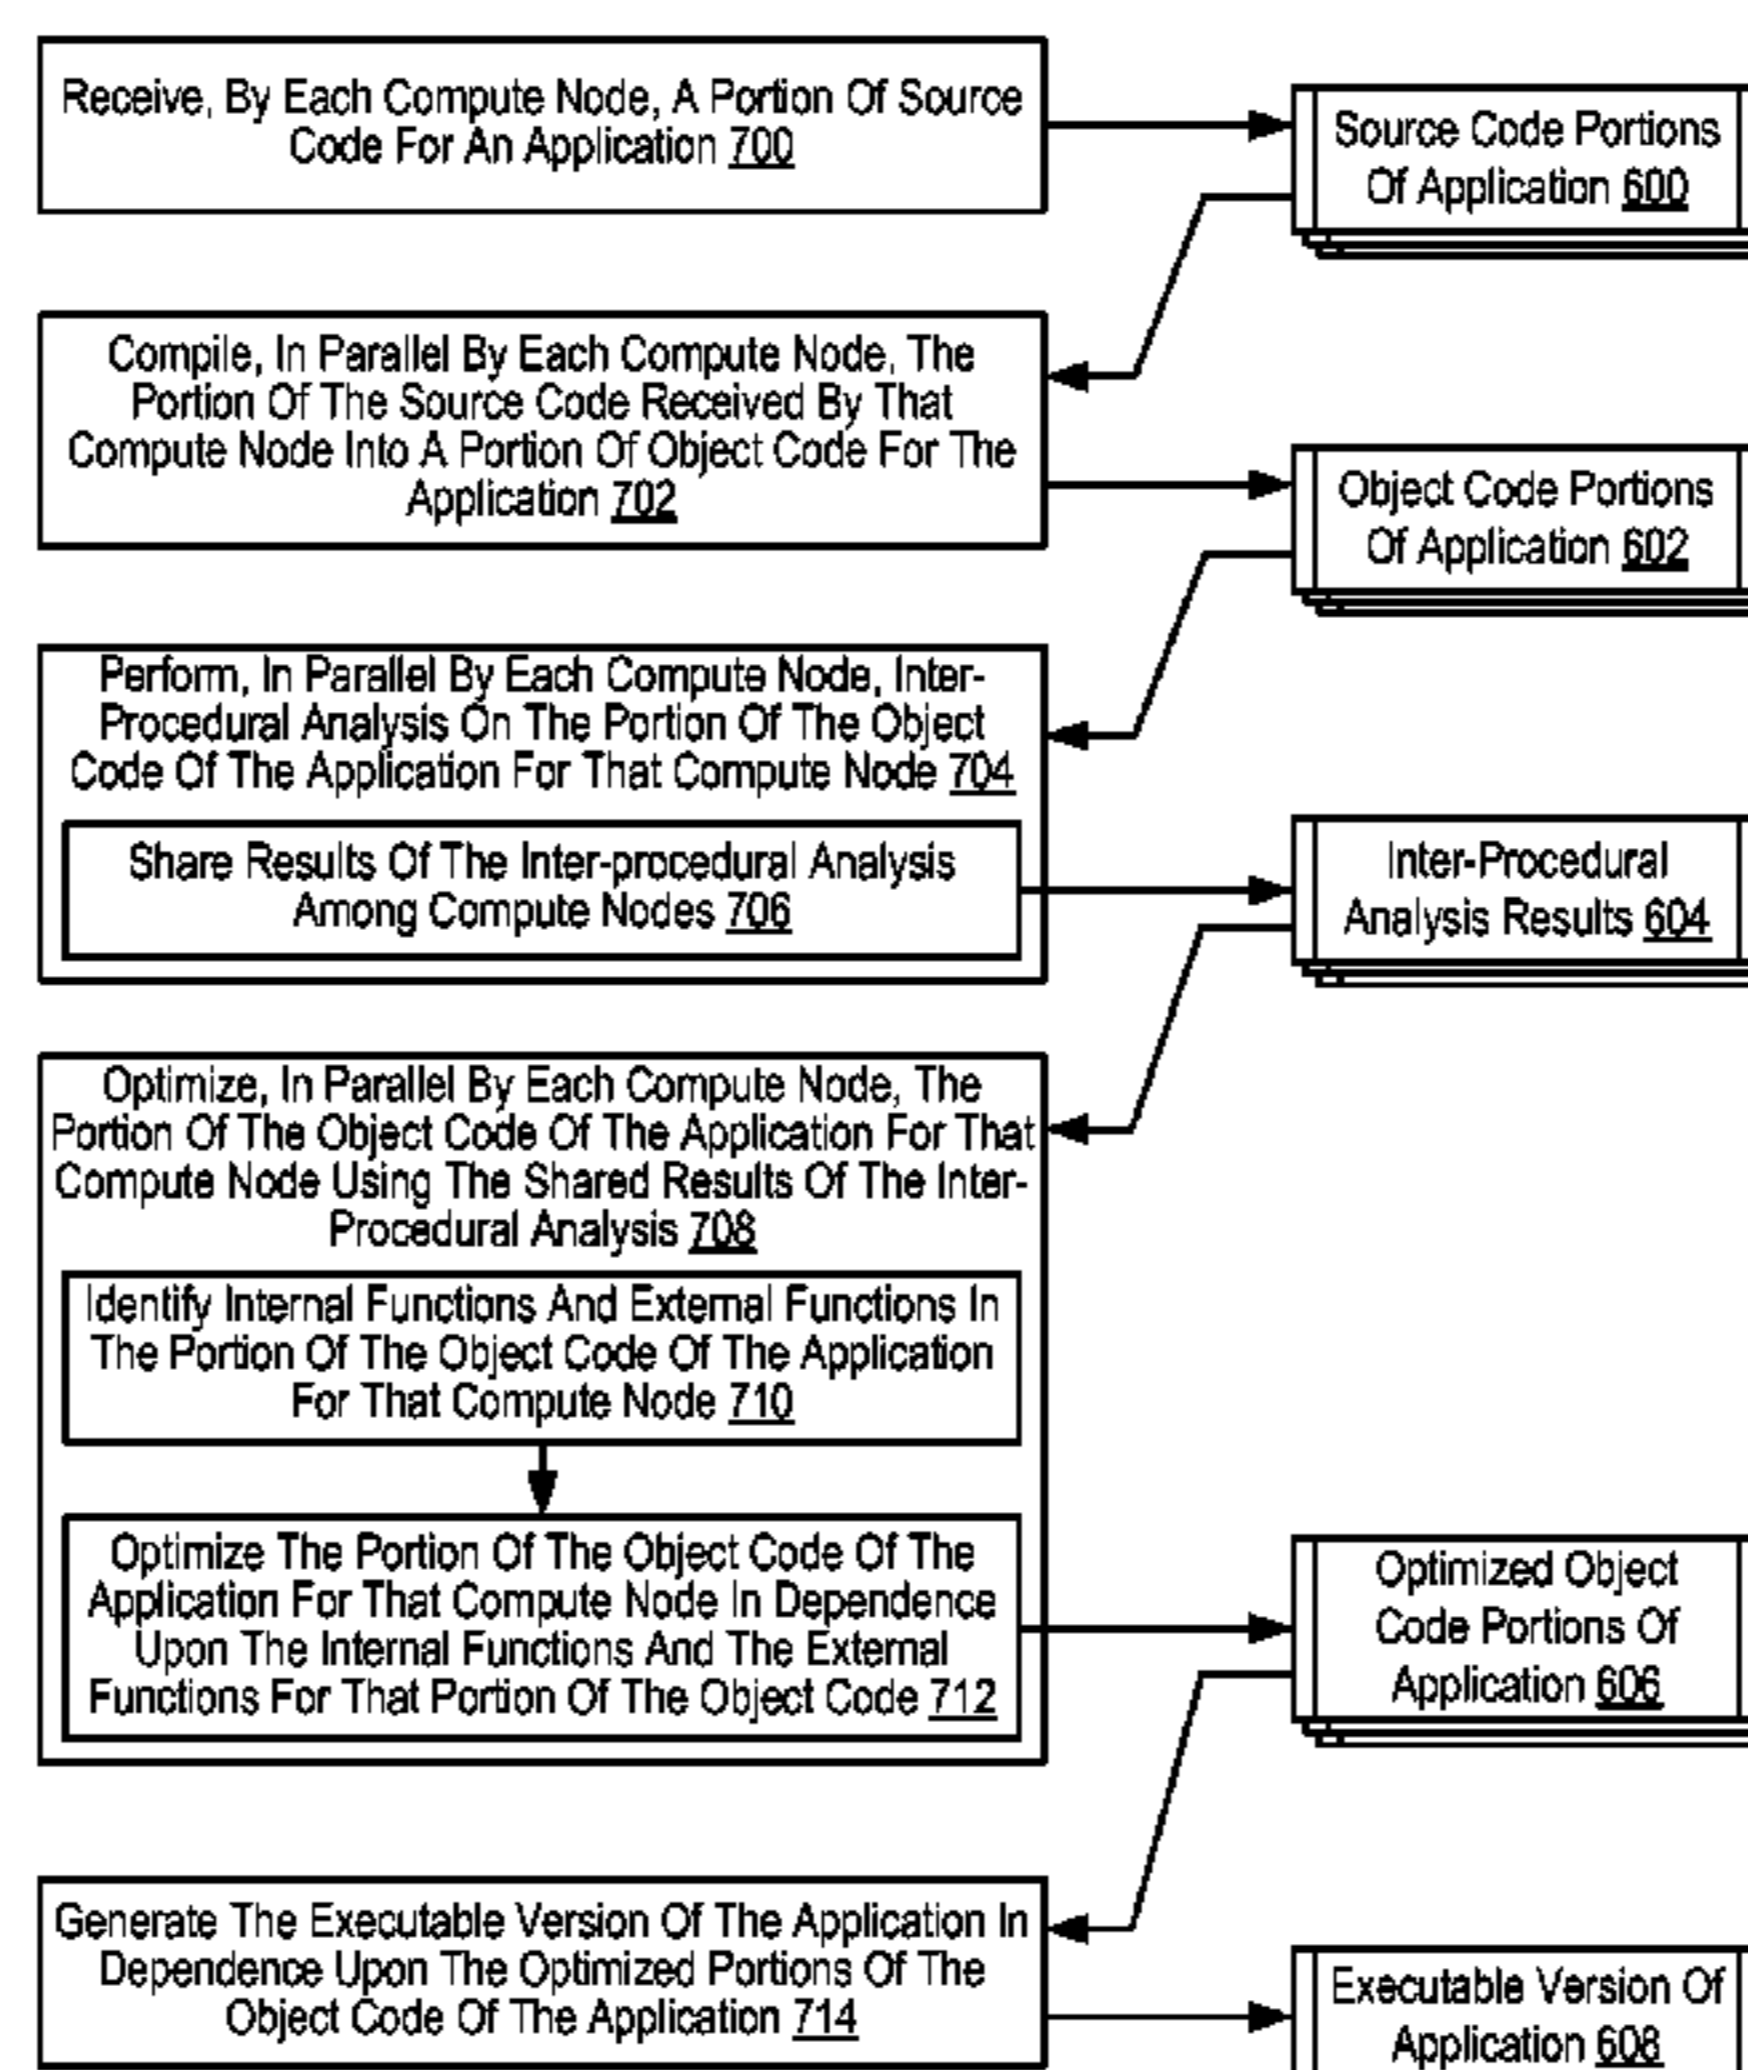 Receive, By Each Compute Node, A Portion Of Source
Code For An Application 700
Source Code Portions
Of Application 600
Compile, In Parallel By Each Compute Node, The
Portion Of The Source Code Received By That
Compute Node Into A Portion Of Object Code For The
Application 702
Object Code Portions
Of Application 602
Perform, In Parallel By Each Compute Node, Inter-
Procedural Analysis On The Portion Of The Object
Code Of The Application For That Compute Node 704
Share Results Of The Inter-procedural Analysis
Among Compute Nodes 706
Inter-Procedural
Analysis Results 604
Optimize, In Parallel By Each Compute Node, The
Portion Of The Object Code Of The Application For That
Compute Node Using The Shared Results Of The Inter-
Procedural Analysis 708
Identify Internal Functions And External Functions In
The Portion Of The Object Code Of The Application
For That Compute Node 710
Optimize The Portion Of The Object Code Of The
Application For That Compute Node In Dependence
Upon The Internal Functions And The External
Functions For That Portion Of The Object Code 712
Optimized Object
Code Portions Of
Application 606
Generate The Executable Version Of The Application In
Dependence Upon The Optimized Portions Of The
Object Code Of The Application 714
Executable Version Of
Application 608